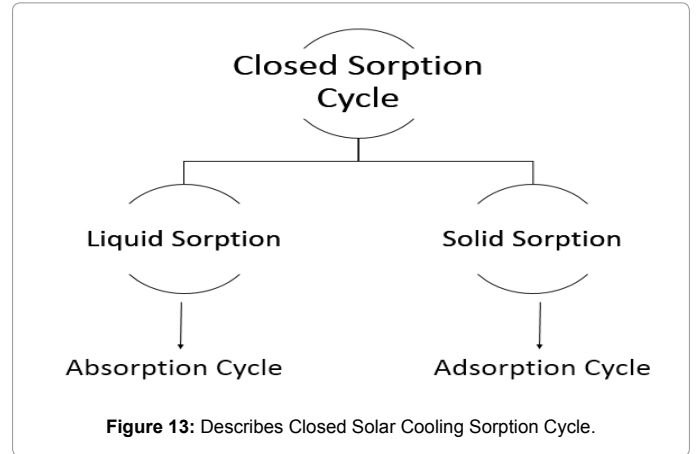 Closed Sorption
Cycle
Liquid Sorption
Solid Sorption
Absorption Cycle
Adsorption Cycle
Figure 13: Describes Closed Solar Cooling Sorption Cycle.